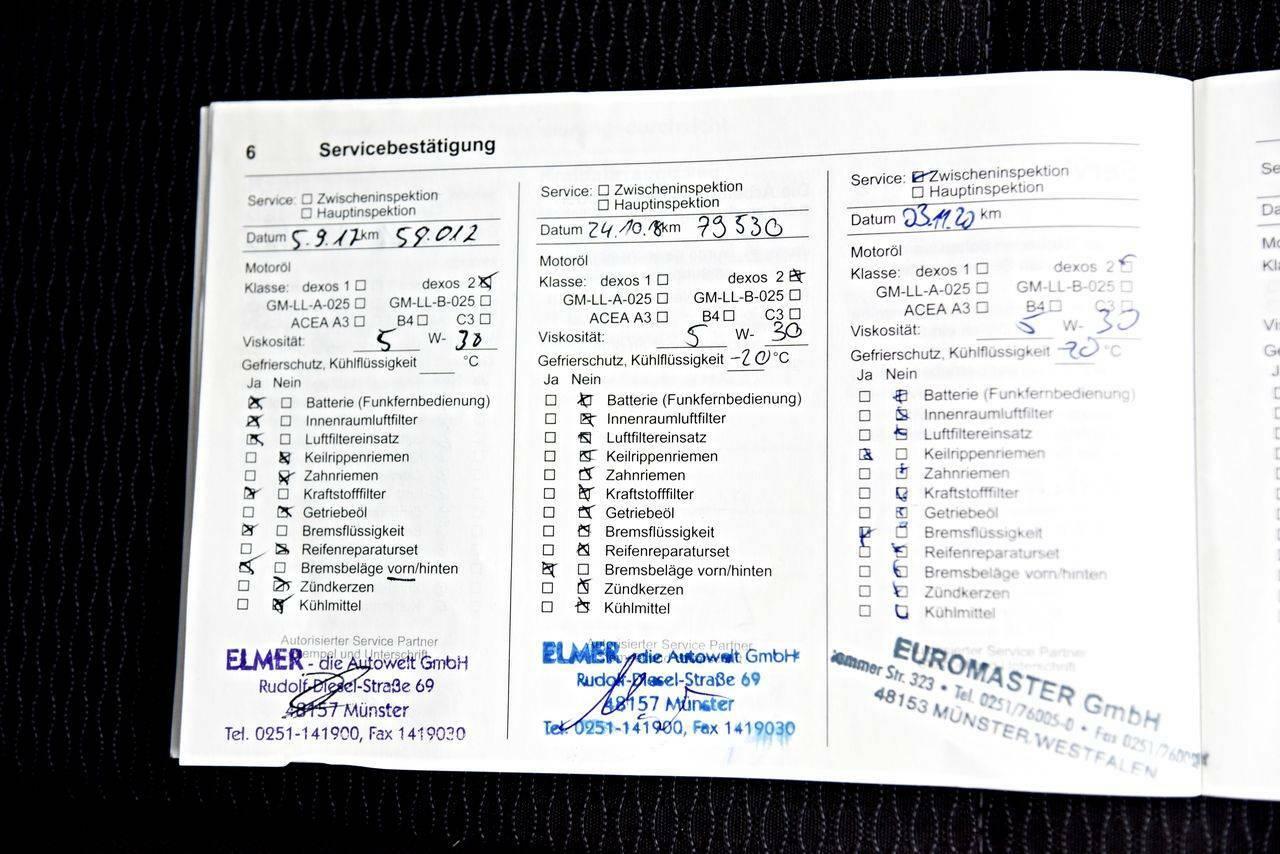 6 Servicebestätigung
Service: ☐ Zwischeninspektion
☐ Hauptinspektion
Datum 5.9.17 km 59.012
Motoröl
Klasse: dexos 1 ☐ dexos 2 ☒
GM-LL-A-025 ☐ GM-LL-B-025 ☐
ACEA A3 ☐ B4 ☐ C3 ☐
Viskosität: 5 W- 30
Gefrierschutz, Kühlflüssigkeit ____ °C
Ja Nein
☒ ☐ Batterie (Funkfernbedienung)
☒ ☐ Innenraumluftfilter
☒ ☐ Luftfiltereinsatz
☐ ☒ Keilrippenriemen
☐ ☒ Zahnriemen
☒ ☐ Kraftstofffilter
☐ ☒ Getriebeöl
☒ ☐ Bremsflüssigkeit
☐ ☒ Reifenreparaturset
☒ ☐ Bremsbeläge vorn/hinten
☐ ☒ Zündkerzen
☐ ☒ Kühlmittel
Autorisierter Service Partner
Stempel und Unterschrift
ELMER - die Autowelt GmbH
Rudolf-Diesel-Straße 69
48157 Münster
Tel. 0251-141900, Fax 1419030
Service: ☐ Zwischeninspektion
☐ Hauptinspektion
Datum 24.10.18 km 79530
Motoröl
Klasse: dexos 1 ☐ dexos 2 ☒
GM-LL-A-025 ☐ GM-LL-B-025 ☐
ACEA A3 ☐ B4 ☐ C3 ☐
Viskosität: 5 W- 30
Gefrierschutz, Kühlflüssigkeit -20 °C
Ja Nein
☐ ☒ Batterie (Funkfernbedienung)
☐ ☒ Innenraumluftfilter
☐ ☒ Luftfiltereinsatz
☐ ☒ Keilrippenriemen
☐ ☒ Zahnriemen
☐ ☒ Kraftstofffilter
☐ ☒ Getriebeöl
☐ ☒ Bremsflüssigkeit
☐ ☒ Reifenreparaturset
☒ ☐ Bremsbeläge vorn/hinten
☐ ☒ Zündkerzen
☐ ☒ Kühlmittel
Autorisierter Service Partner
ELMER - die Autowelt GmbH
Rudolf-Diesel-Straße 69
48157 Münster
Tel. 0251-141900, Fax 1419030
Service: ☒ Zwischeninspektion
☐ Hauptinspektion
Datum 23.11.20 km
Motoröl
Klasse: dexos 1 ☐ dexos 2 ☒
GM-LL-A-025 ☐ GM-LL-B-025 ☐
ACEA A3 ☐ B4 ☐ C3 ☐
Viskosität: 5 W- 30
Gefrierschutz, Kühlflüssigkeit -20 °C
Ja Nein
☐ ☒ Batterie (Funkfernbedienung)
☐ ☒ Innenraumluftfilter
☐ ☒ Luftfiltereinsatz
☒ ☐ Keilrippenriemen
☐ ☒ Zahnriemen
☐ ☒ Kraftstofffilter
☐ ☒ Getriebeöl
☒ ☐ Bremsflüssigkeit
☐ ☒ Reifenreparaturset
☐ ☒ Bremsbeläge vorn/hinten
☐ ☒ Zündkerzen
☐ ☒ Kühlmittel
Service Partner
EUROMASTER GmbH
Str. 323 • Tel. 0251/76005-0 • Fax
48153 MÜNSTER/WESTFALEN